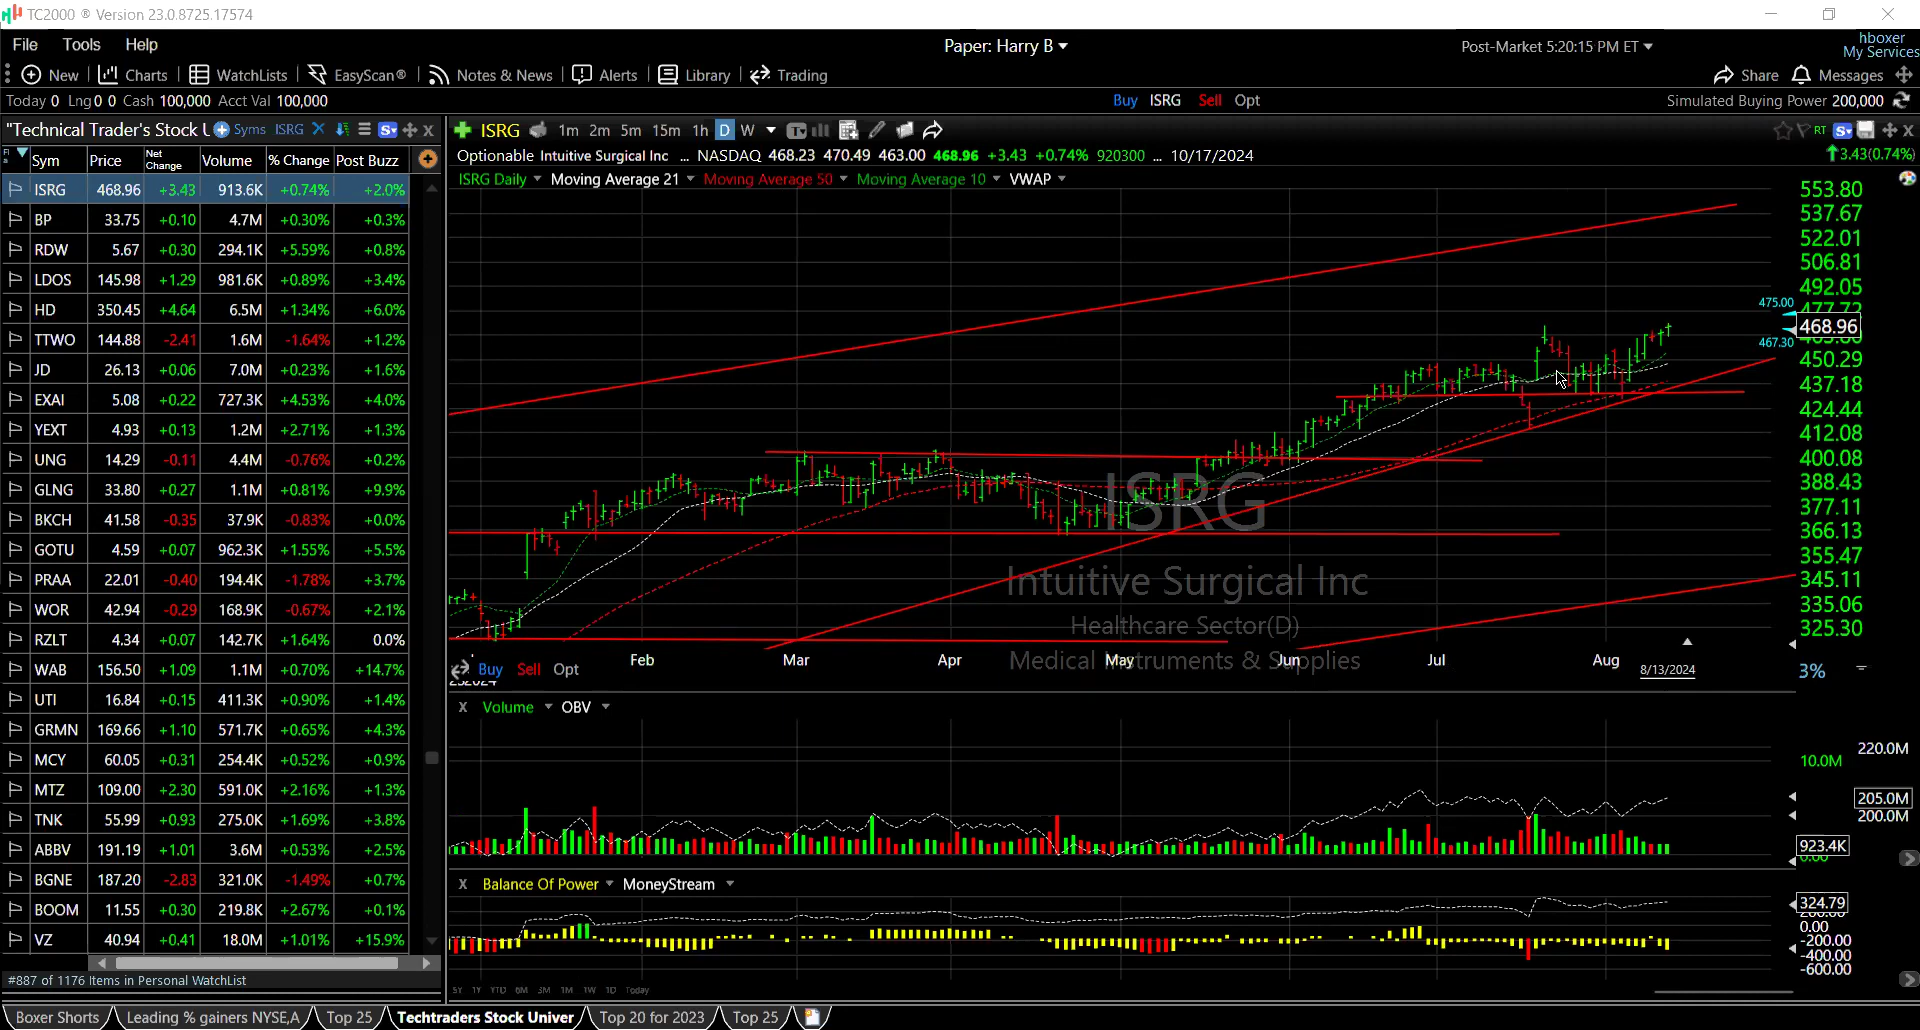 TC2000 ® Version 23.0.8725.17574
File Tools Help
Paper: Harry B
Post-Market 5:20:15 PM ET
hboxer
My Services
New Charts WatchLists EasyScan® Notes & News Alerts Library Trading
Share Messages
Today 0 Lng 0 0 Cash 100,000 Acct Val 100,000
Buy ISRG Sell Opt
Simulated Buying Power 200,000
"Technical Trader's Stock U Syms ISRG
ISRG 1m 2m 5m 15m 1h D W
RT
Sym Price Net Change Volume % Change Post Buzz
Optionable Intuitive Surgical Inc ... NASDAQ 468.23 470.49 463.00 468.96 +3.43 +0.74% 920300 ... 10/17/2024
3.43(0.74%)
ISRG Daily Moving Average 21 Moving Average 50 Moving Average 10 VWAP
ISRG 468.96 +3.43 913.6K +0.74% +2.0%
BP 33.75 +0.10 4.7M +0.30% +0.3%
RDW 5.67 +0.30 294.1K +5.59% +0.8%
LDOS 145.98 +1.29 981.6K +0.89% +3.4%
HD 350.45 +4.64 6.5M +1.34% +6.0%
TTWO 144.88 -2.41 1.6M -1.64% +1.2%
JD 26.13 +0.06 7.0M +0.23% +1.6%
EXAI 5.08 +0.22 727.3K +4.53% +4.0%
YEXT 4.93 +0.13 1.2M +2.71% +1.3%
UNG 14.29 -0.11 4.4M -0.76% +0.2%
GLNG 33.80 +0.27 1.1M +0.81% +9.9%
BKCH 41.58 -0.35 37.9K -0.83% +0.0%
GOTU 4.59 +0.07 962.3K +1.55% +5.5%
PRAA 22.01 -0.40 194.4K -1.78% +3.7%
WOR 42.94 -0.29 168.9K -0.67% +2.1%
RZLT 4.34 +0.07 142.7K +1.64% 0.0%
WAB 156.50 +1.09 1.1M +0.70% +14.7%
UTI 16.84 +0.15 411.3K +0.90% +1.4%
GRMN 169.66 +1.10 571.7K +0.65% +4.3%
MCY 60.05 +0.31 254.4K +0.52% +0.9%
MTZ 109.00 +2.30 591.0K +2.16% +1.3%
TNK 55.99 +0.93 275.0K +1.69% +3.8%
ABBV 191.19 +1.01 3.6M +0.53% +2.5%
BGNE 187.20 -2.83 321.0K -1.49% +0.7%
BOOM 11.55 +0.30 219.8K +2.67% +0.1%
VZ 40.94 +0.41 18.0M +1.01% +15.9%
#887 of 1176 Items in Personal WatchList
553.80
537.67
522.01
506.81
492.05
475.00
477.72
468.96
467.30
450.29
437.18
424.44
412.08
400.08
388.43
377.11
366.13
355.47
345.11
335.06
325.30
ISRG
Intuitive Surgical Inc
Healthcare Sector(D)
Medical Instruments & Supplies
Feb Mar Apr May Jun Jul Aug
8/13/2024
3%
Buy Sell Opt
X Volume OBV
220.0M
10.0M
205.0M
200.0M
923.4K
0.00
X Balance Of Power MoneyStream
324.79
0.00
-200.00
-400.00
-600.00
5Y 1Y YTD 6M 3M 1M 1W 1D Today
Boxer Shorts Leading % gainers NYSE,A Top 25 Techtraders Stock Univer Top 20 for 2023 Top 25